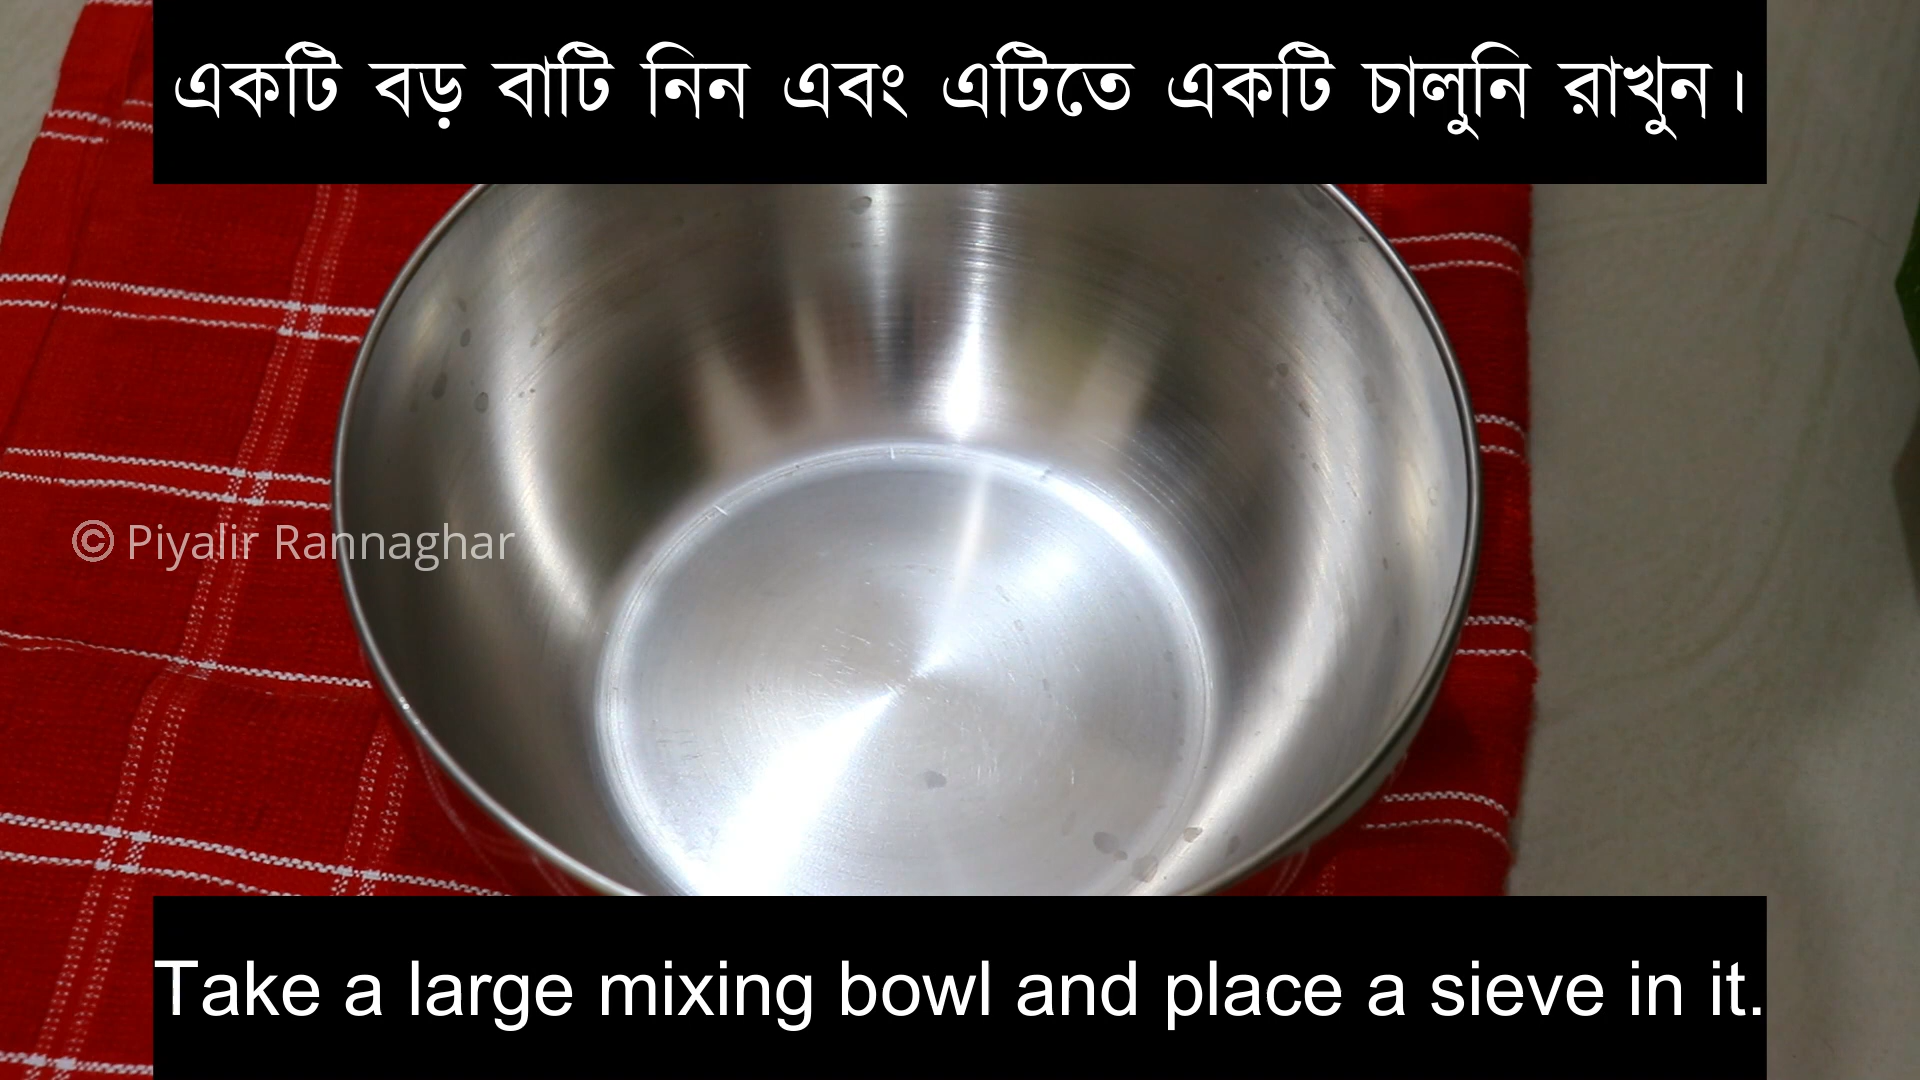 একটি বড় বাটি নিন এবং এটিতে একটি চালুনি রাখুন।
© Piyalir Rannaghar
Take a large mixing bowl and place a sieve in it.